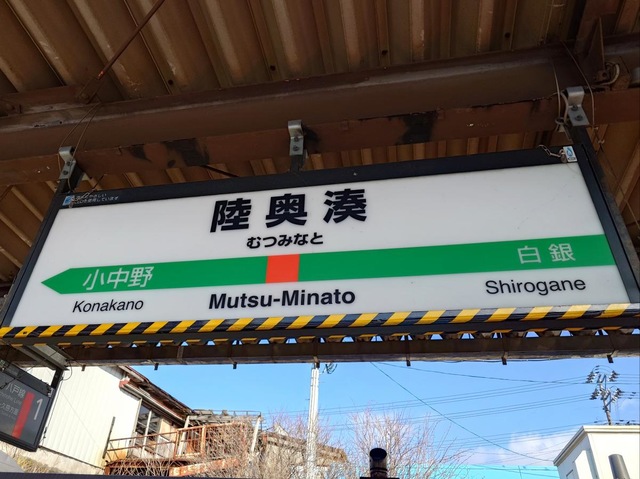 陸奥湊
むつみなと
小中野
白銀
Konakano
Mutsu-Minato
Shirogane
1